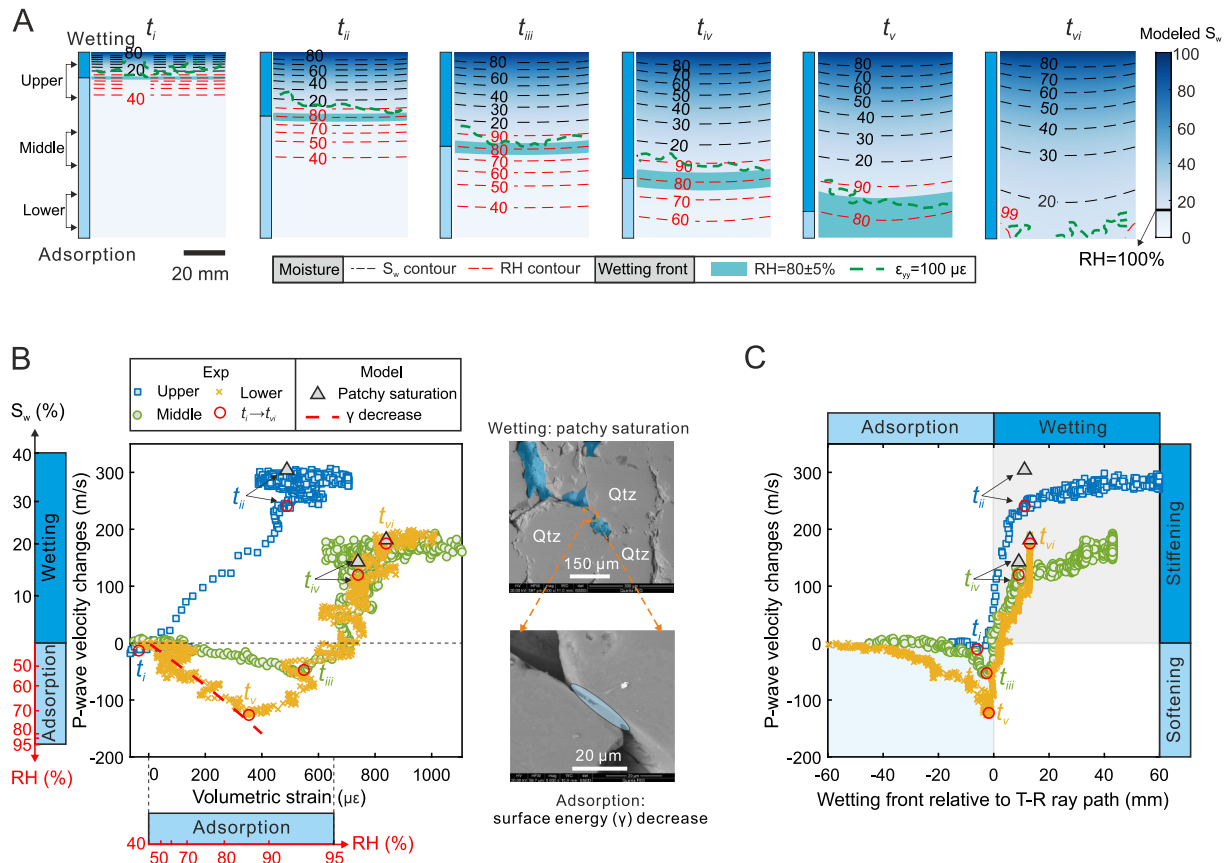 A
t_i t_ii t_iii t_iv t_v t_vi
Modeled S_w
Wetting
Upper
Middle
Lower
Adsorption
20 mm
80
20
40
80
60
40
20
80
70
50
40
80
60
40
30
20
90
80
70
60
50
40
80
60
50
40
30
20
90
80
70
60
80
60
50
40
30
20
90
80
80
60
50
40
30
20
99
100
80
60
40
20
0
RH=100%
Moisture S_w contour RH contour Wetting front RH=80±5% ε_yy=100 με
B
Exp Model
Upper Lower Patchy saturation
Middle t_i→t_vi γ decrease
S_w (%)
40
30
20
10
Wetting
Adsorption
50
60
70
80
95
RH (%)
P-wave velocity changes (m/s)
300
200
100
0
-100
-200
t_ii
t_vi
t_iv
t_i
t_iii
t_v
0 200 400 600 800 1000
Volumetric strain (με)
Adsorption
RH (%)
40 50 60 70 80 90 95
Wetting: patchy saturation
Qtz
Qtz
Qtz
150 μm
20 μm
Adsorption:
surface energy (γ) decrease
C
Adsorption Wetting
P-wave velocity changes (m/s)
300
200
100
0
-100
-200
t_ii
t_vi
t_iv
t_i
t_iii
t_v
Stiffening
Softening
-60 -40 -20 0 20 40 60
Wetting front relative to T-R ray path (mm)